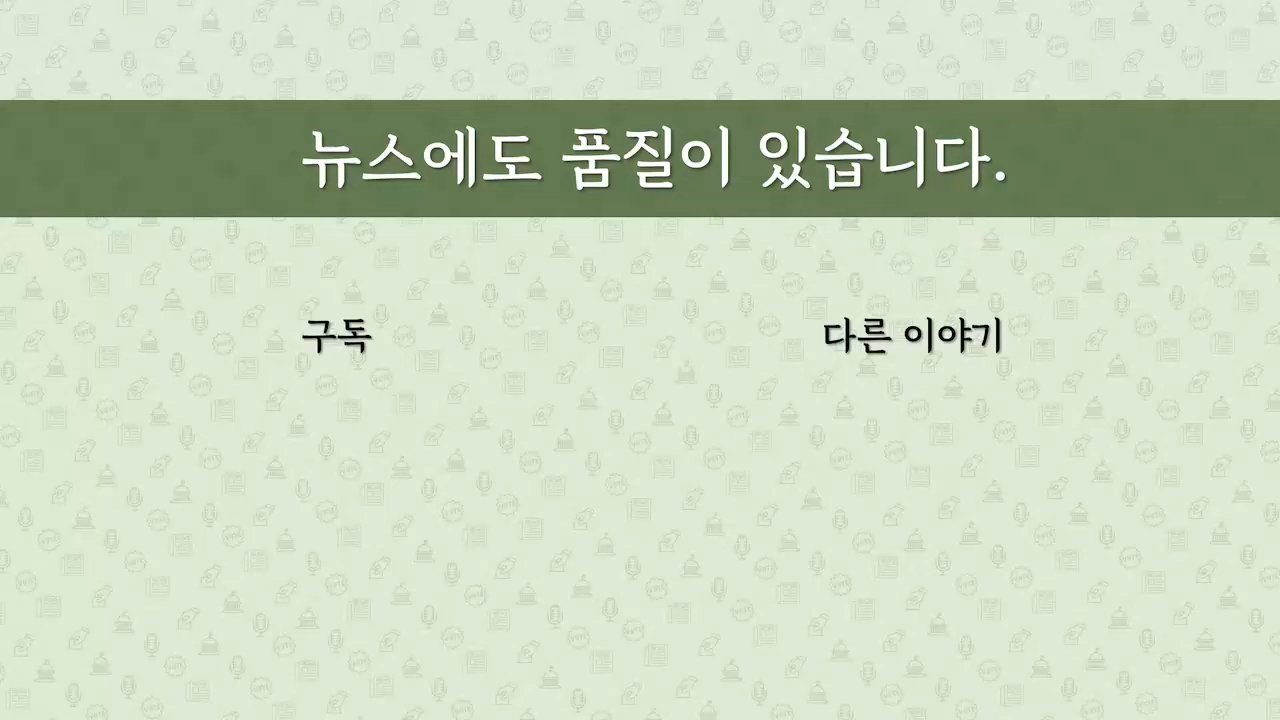 뉴스에도 품질이 있습니다.
구독
다른 이야기